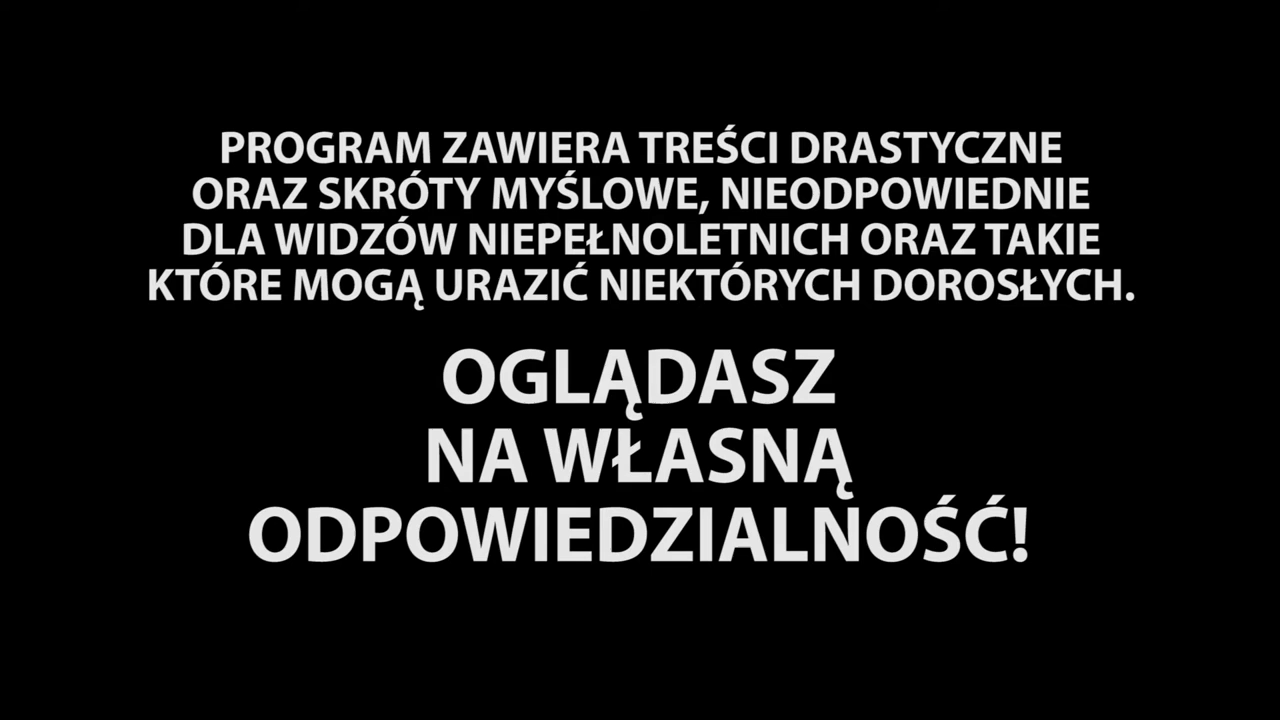 PROGRAM ZAWIERA TREŚCI DRASTYCZNE
ORAZ SKRÓTY MYŚLOWE, NIEODPOWIEDNIE
DLA WIDZÓW NIEPEŁNOLETNICH ORAZ TAKIE
KTÓRE MOGĄ URAZIĆ NIEKTÓRYCH DOROSŁYCH.
OGLĄDASZ
NA WŁASNĄ
ODPOWIEDZIALNOŚĆ!